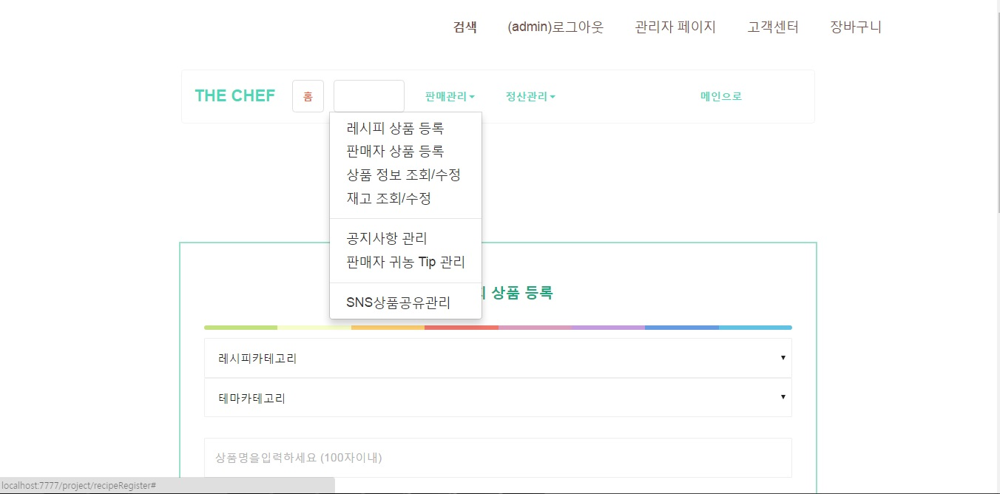 검색 (admin)로그아웃 관리자 페이지 고객센터 장바구니
THE CHEF 홈 판매관리 정산관리 메인으로
레시피 상품 등록
판매자 상품 등록
상품 정보 조회/수정
재고 조회/수정
공지사항 관리
판매자 귀농 Tip 관리
SNS상품공유관리
상품 등록
레시피카테고리
테마카테고리
상품명을입력하세요 (100자이내)
localhost:7777/project/recipeRegister#